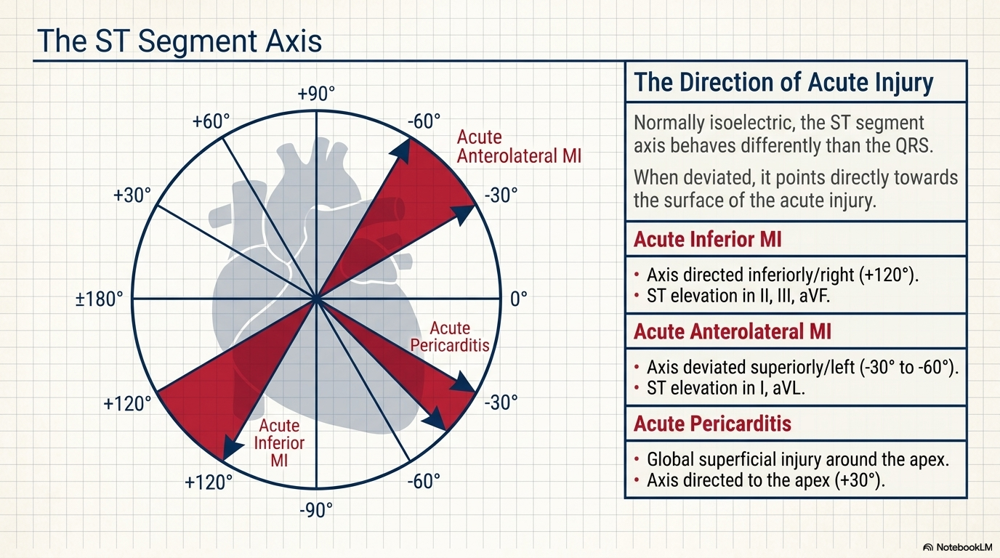 The ST Segment Axis
+90°
+60°
-60°
Acute
Anterolateral MI
+30°
-30°
±180°
0°
Acute
Pericarditis
+120°
-30°
Acute
Inferior
MI
+120°
-60°
-90°
The Direction of Acute Injury
Normally isoelectric, the ST segment
axis behaves differently than the QRS.
When deviated, it points directly towards
the surface of the acute injury.
Acute Inferior MI
• Axis directed inferiorly/right (+120°).
• ST elevation in II, III, aVF.
Acute Anterolateral MI
• Axis deviated superiorly/left (-30° to -60°).
• ST elevation in I, aVL.
Acute Pericarditis
• Global superficial injury around the apex.
• Axis directed to the apex (+30°).
NotebookLM